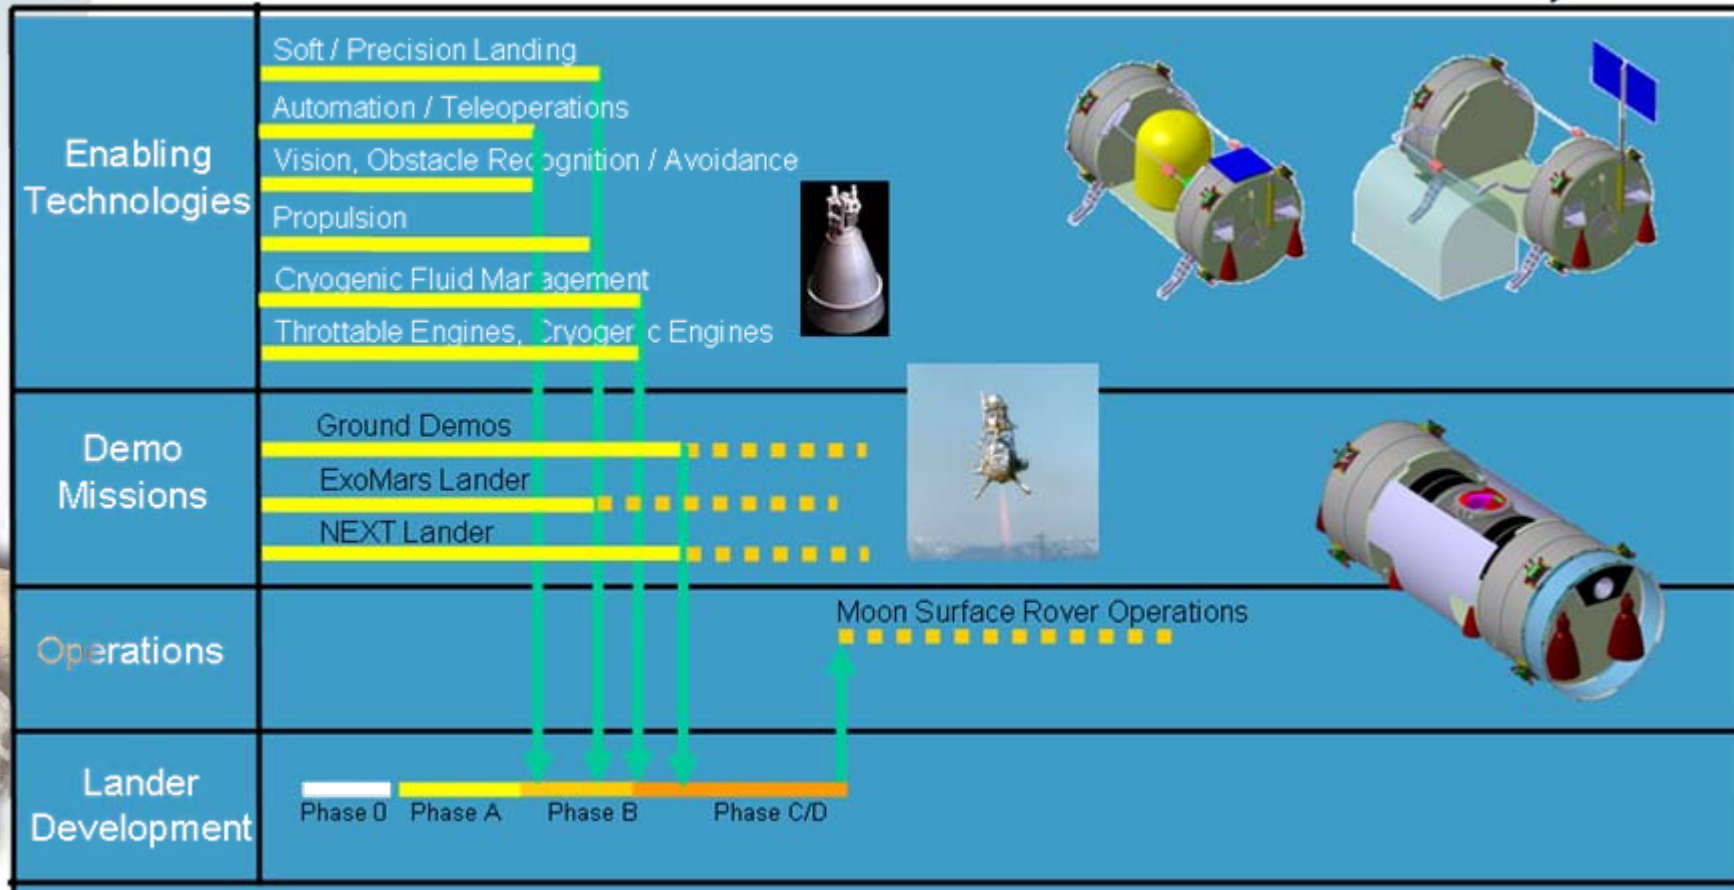 Enabling
Technologies
Soft / Precision Landing
Automation / Teleoperations
Vision, Obstacle Recognition / Avoidance
Propulsion
Cryogenic Fluid Management
Throttable Engines, Cryogenic Engines
Demo
Missions
Ground Demos
ExoMars Lander
NEXT Lander
Operations
Moon Surface Rover Operations
Lander
Development
Phase 0 Phase A Phase B Phase C/D